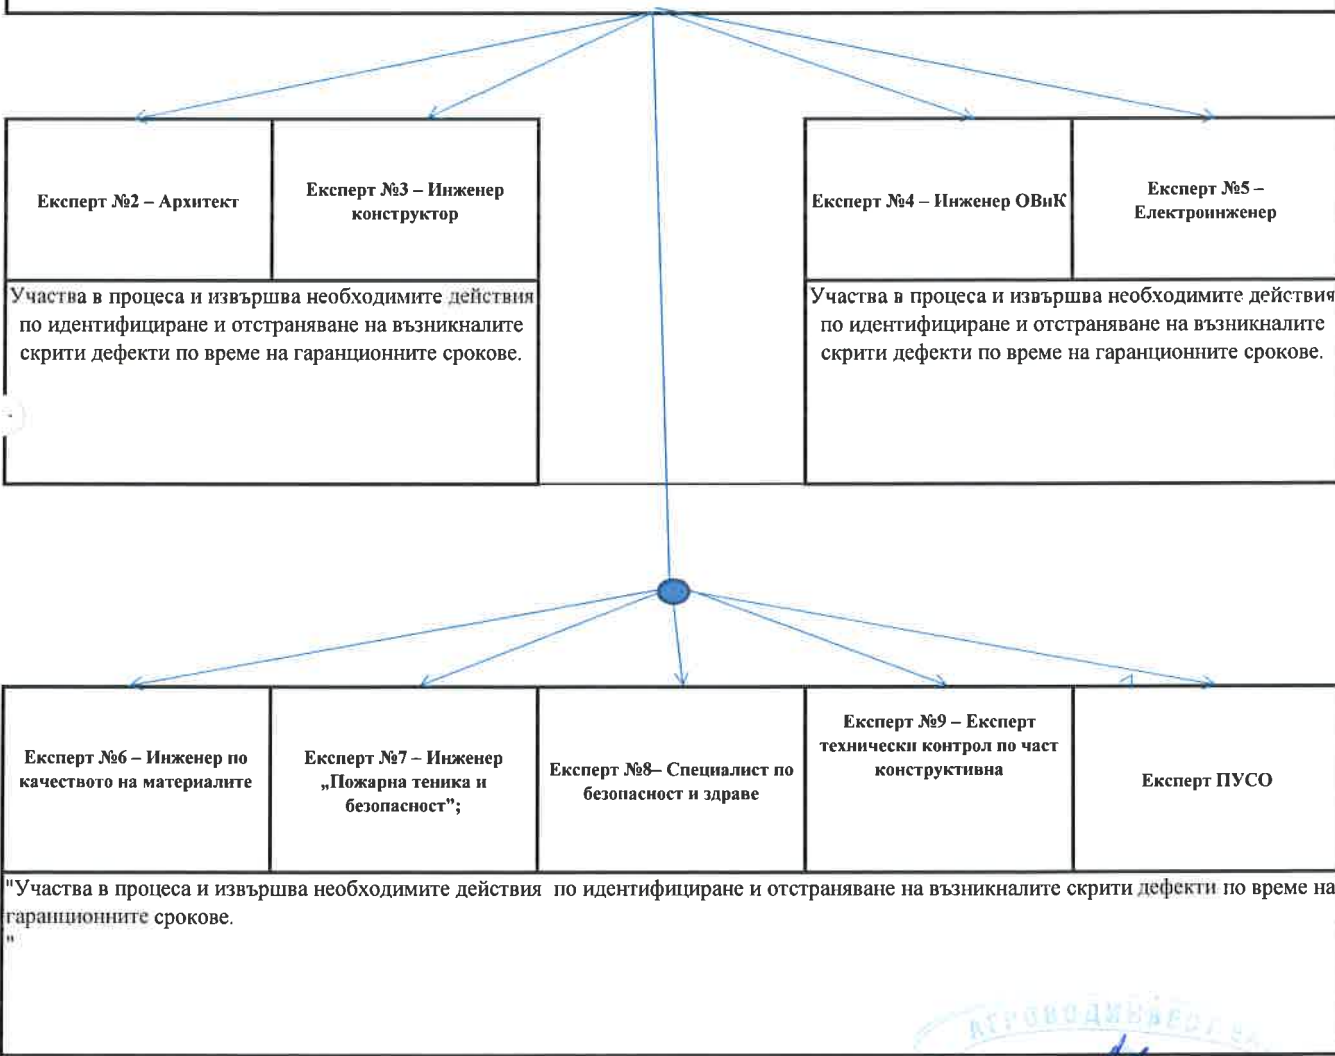 Експерт №2 – Архитект
Експерт №3 – Инженер
конструктор
Експерт №4 – Инженер ОВиК
Експерт №5 –
Електроинженер
Участва в процеса и извършва необходимите действия
по идентифициране и отстраняване на възникналите
скрити дефекти по време на гаранционните срокове.
Участва в процеса и извършва необходимите действия
по идентифициране и отстраняване на възникналите
скрити дефекти по време на гаранционните срокове.
Експерт №6 – Инженер по
качеството на материалите
Експерт №7 – Инженер
„Пожарна теника и
безопасност";
Експерт №8– Специалист по
безопасност и здраве
Експерт №9 – Експерт
технически контрол по част
конструктивна
Експерт ПУСО
"Участва в процеса и извършва необходимите действия  по идентифициране и отстраняване на възникналите скрити дефекти по време на
гаранционните срокове.
"